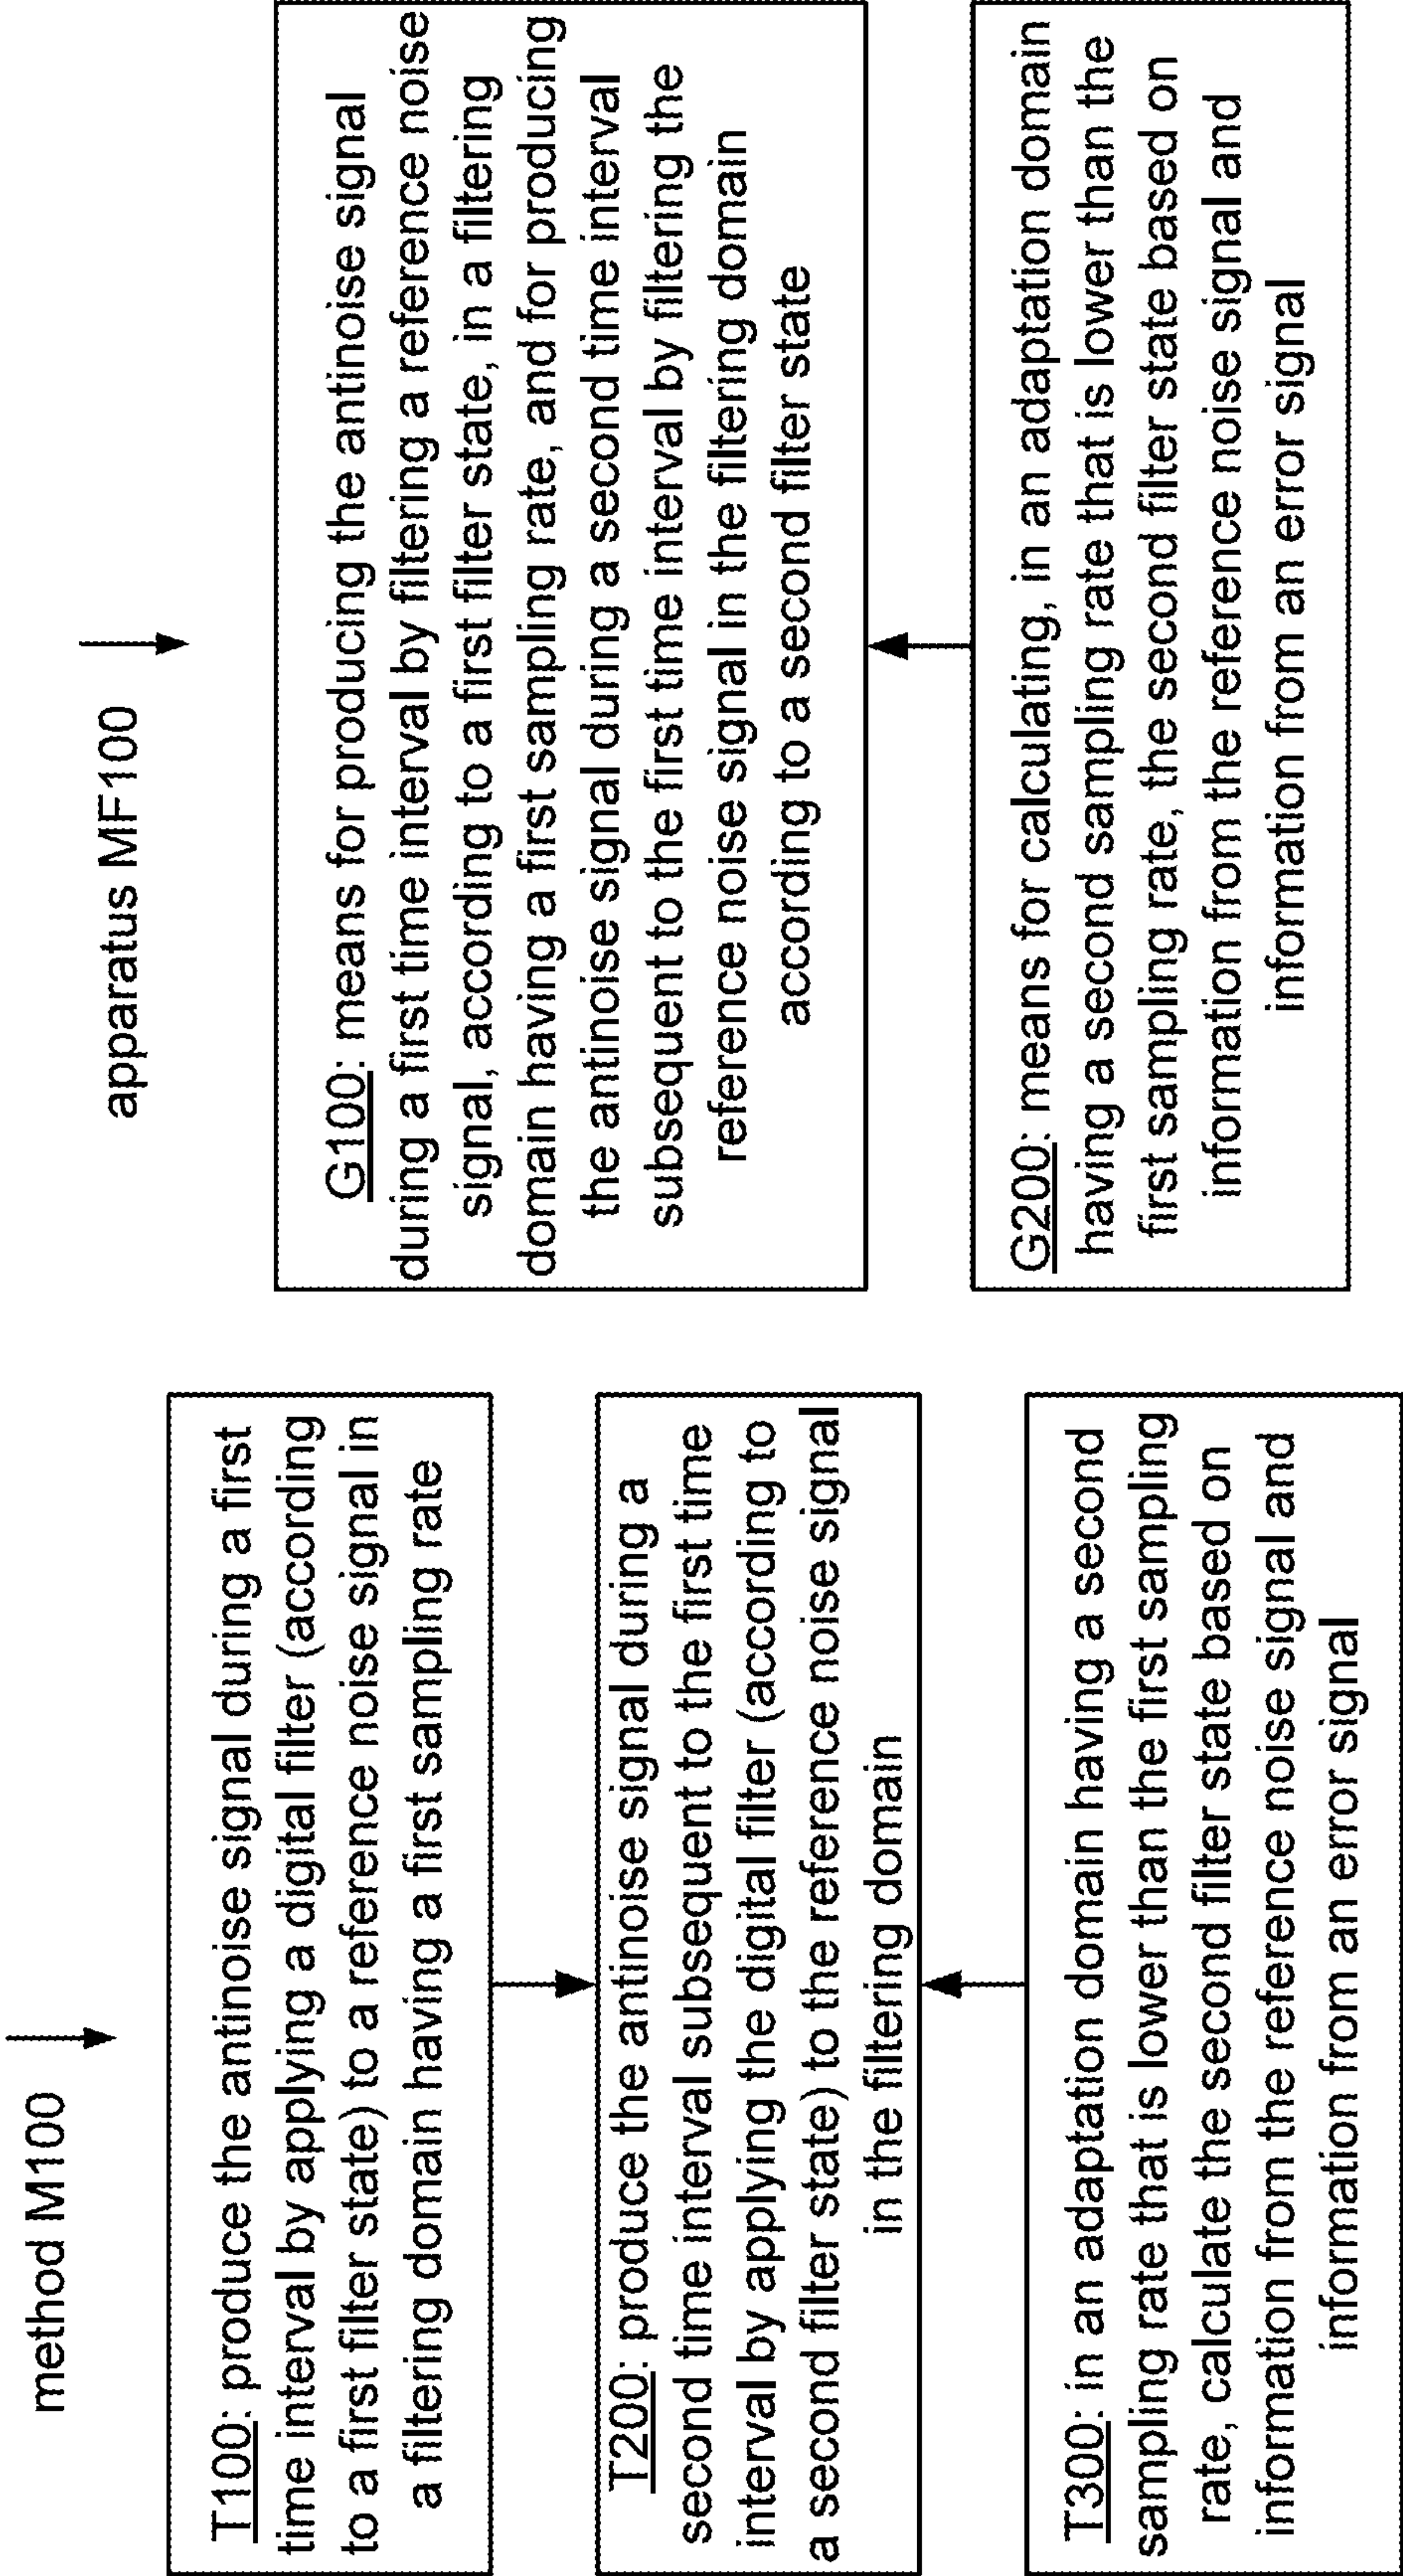 method M100
T100: produce the antinoise signal during a first
time interval by applying a digital filter (according
to a first filter state) to a reference noise signal in
a filtering domain having a first sampling rate
T200: produce the antinoise signal during a
second time interval subsequent to the first time
interval by applying the digital filter (according to
a second filter state) to the reference noise signal
in the filtering domain
T300: in an adaptation domain having a second
sampling rate that is lower than the first sampling
rate, calculate the second filter state based on
information from the reference noise signal and
information from an error signal
apparatus MF100
G100: means for producing the antinoise signal
during a first time interval by filtering a reference noise
signal, according to a first filter state, in a filtering
domain having a first sampling rate, and for producing
the antinoise signal during a second time interval
subsequent to the first time interval by filtering the
reference noise signal in the filtering domain
according to a second filter state
G200: means for calculating, in an adaptation domain
having a second sampling rate that is lower than the
first sampling rate, the second filter state based on
information from the reference noise signal and
information from an error signal